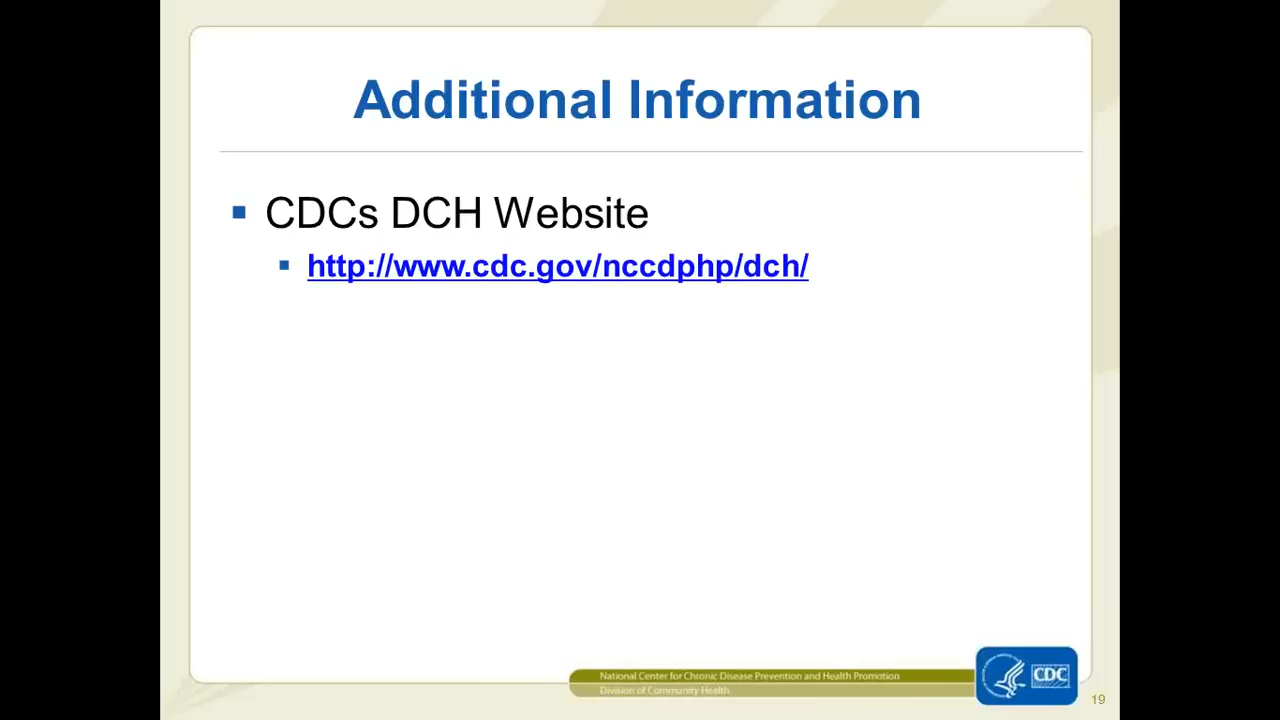 Additional Information
CDCs DCH Website
http://www.cdc.gov/nccdphp/dch/
National Center for Chronic Disease Prevention and Health Promotion
Division of Community Health
CDC
19